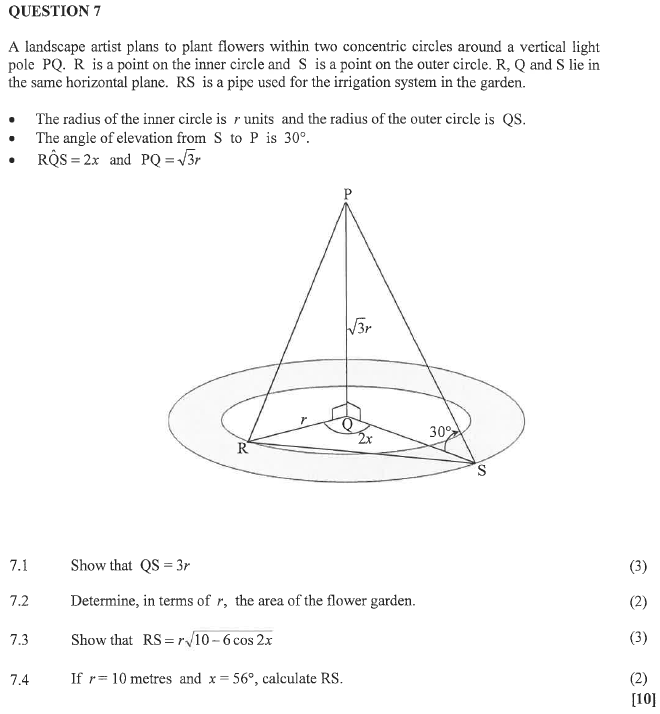 QUESTION 7
A landscape artist plans to plant flowers within two concentric circles around a vertical light
pole PQ. R is a point on the inner circle and S is a point on the outer circle. R, Q and S lie in
the same horizontal plane. RS is a pipe used for the irrigation system in the garden.
• The radius of the inner circle is r units and the radius of the outer circle is QS.
• The angle of elevation from S to P is 30°.
• RQ̂S = 2x and PQ = √3r
P
√3r
r
Q
2x
30°
R
S
7.1 Show that QS = 3r (3)
7.2 Determine, in terms of r, the area of the flower garden. (2)
7.3 Show that RS = r√(10 – 6 cos 2x) (3)
7.4 If r = 10 metres and x = 56°, calculate RS. (2)
[10]